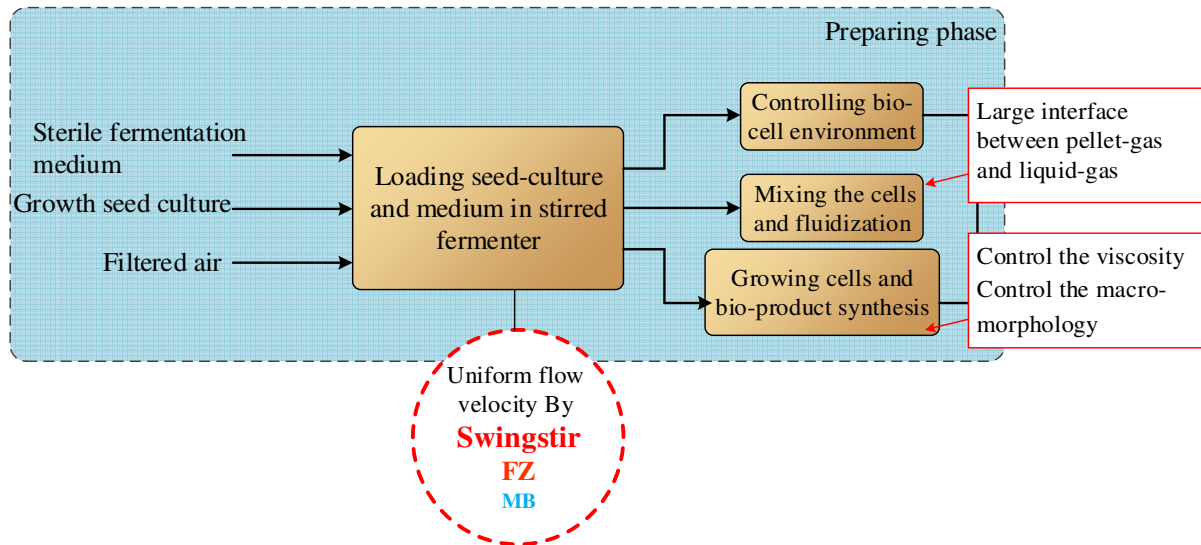 Preparing phase
Sterile fermentation
medium
Growth seed culture
Filtered air
Loading seed-culture
and medium in stirred
fermenter
Controlling bio-
cell environment
Mixing the cells
and fluidization
Growing cells and
bio-product synthesis
Large interface
between pellet-gas
and liquid-gas
Control the viscosity
Control the macro-
morphology
Uniform flow
velocity By
Swingstir
FZ
MB